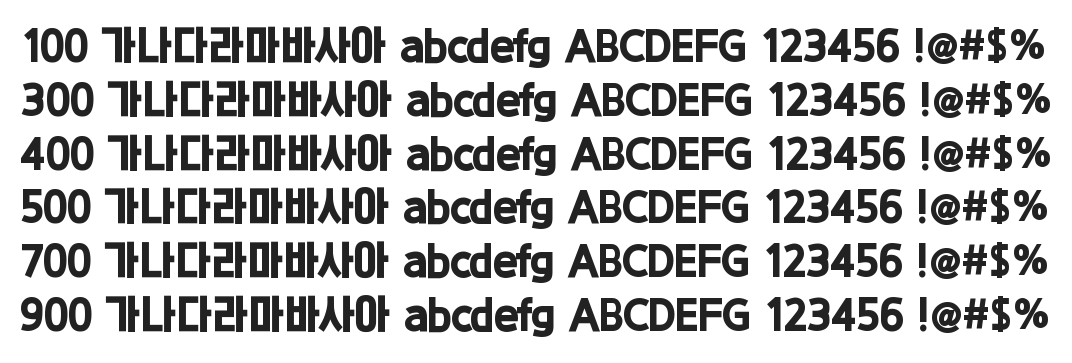 100 가나다라마바사아 abcdefg ABCDEFG 123456 !@#$%
300 가나다라마바사아 abcdefg ABCDEFG 123456 !@#$%
400 가나다라마바사아 abcdefg ABCDEFG 123456 !@#$%
500 가나다라마바사아 abcdefg ABCDEFG 123456 !@#$%
700 가나다라마바사아 abcdefg ABCDEFG 123456 !@#$%
900 가나다라마바사아 abcdefg ABCDEFG 123456 !@#$%